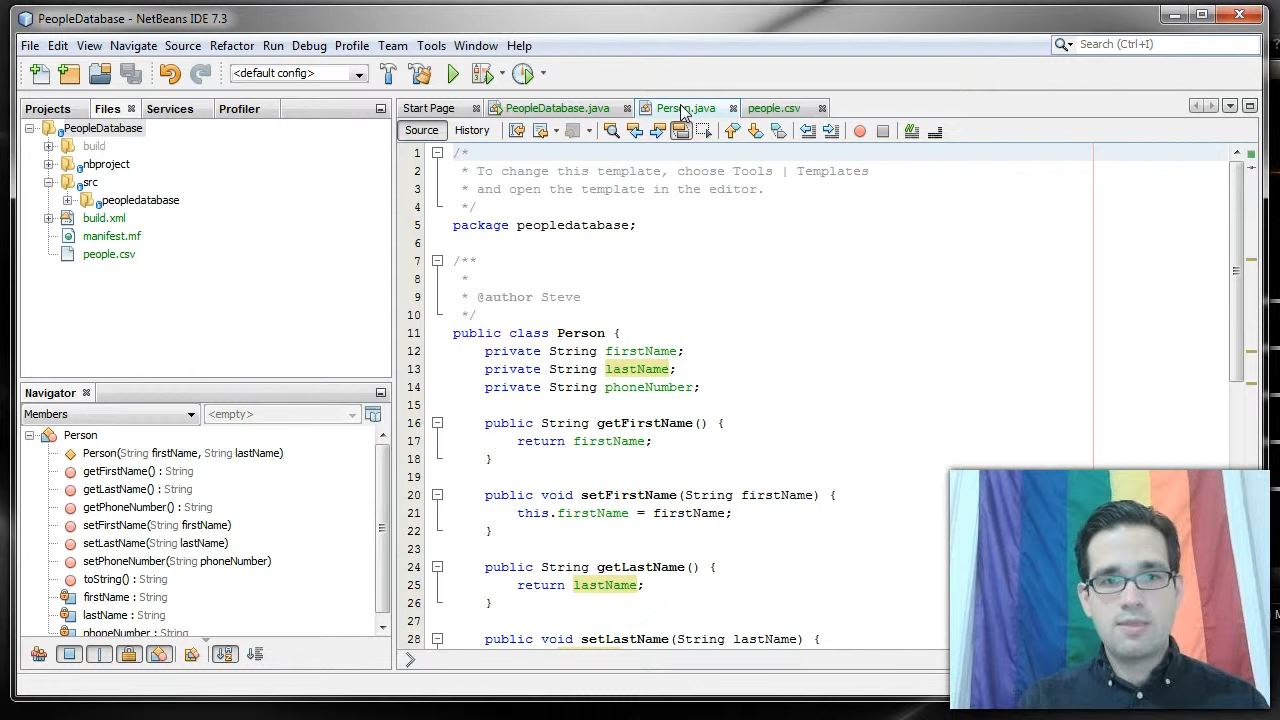 PeopleDatabase - NetBeans IDE 7.3
File Edit View Navigate Source Refactor Run Debug Profile Team Tools Window Help
Search (Ctrl+I)
<default config>
Projects Files Services Profiler
Start Page PeopleDatabase.java Person.java people.csv
Source History
PeopleDatabase
build
nbproject
src
peopledatabase
build.xml
manifest.mf
people.csv
Navigator
Members <empty>
Person
Person(String firstName, String lastName)
getFirstName() : String
getLastName() : String
getPhoneNumber() : String
setFirstName(String firstName)
setLastName(String lastName)
setPhoneNumber(String phoneNumber)
toString() : String
firstName : String
lastName : String
phoneNumber : String
1 /*
2 * To change this template, choose Tools | Templates
3 * and open the template in the editor.
4 */
5 package peopledatabase;
6
7 /**
8 *
9 * @author Steve
10 */
11 public class Person {
12 private String firstName;
13 private String lastName;
14 private String phoneNumber;
15
16 public String getFirstName() {
17 return firstName;
18 }
19
20 public void setFirstName(String firstName) {
21 this.firstName = firstName;
22 }
23
24 public String getLastName() {
25 return lastName;
26 }
27
28 public void setLastName(String lastName) {